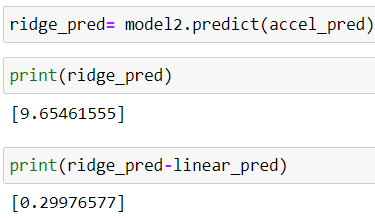 ridge_pred= model2.predict(accel_pred)
print(ridge_pred)
[9.65461555]
print(ridge_pred-linear_pred)
[0.29976577]